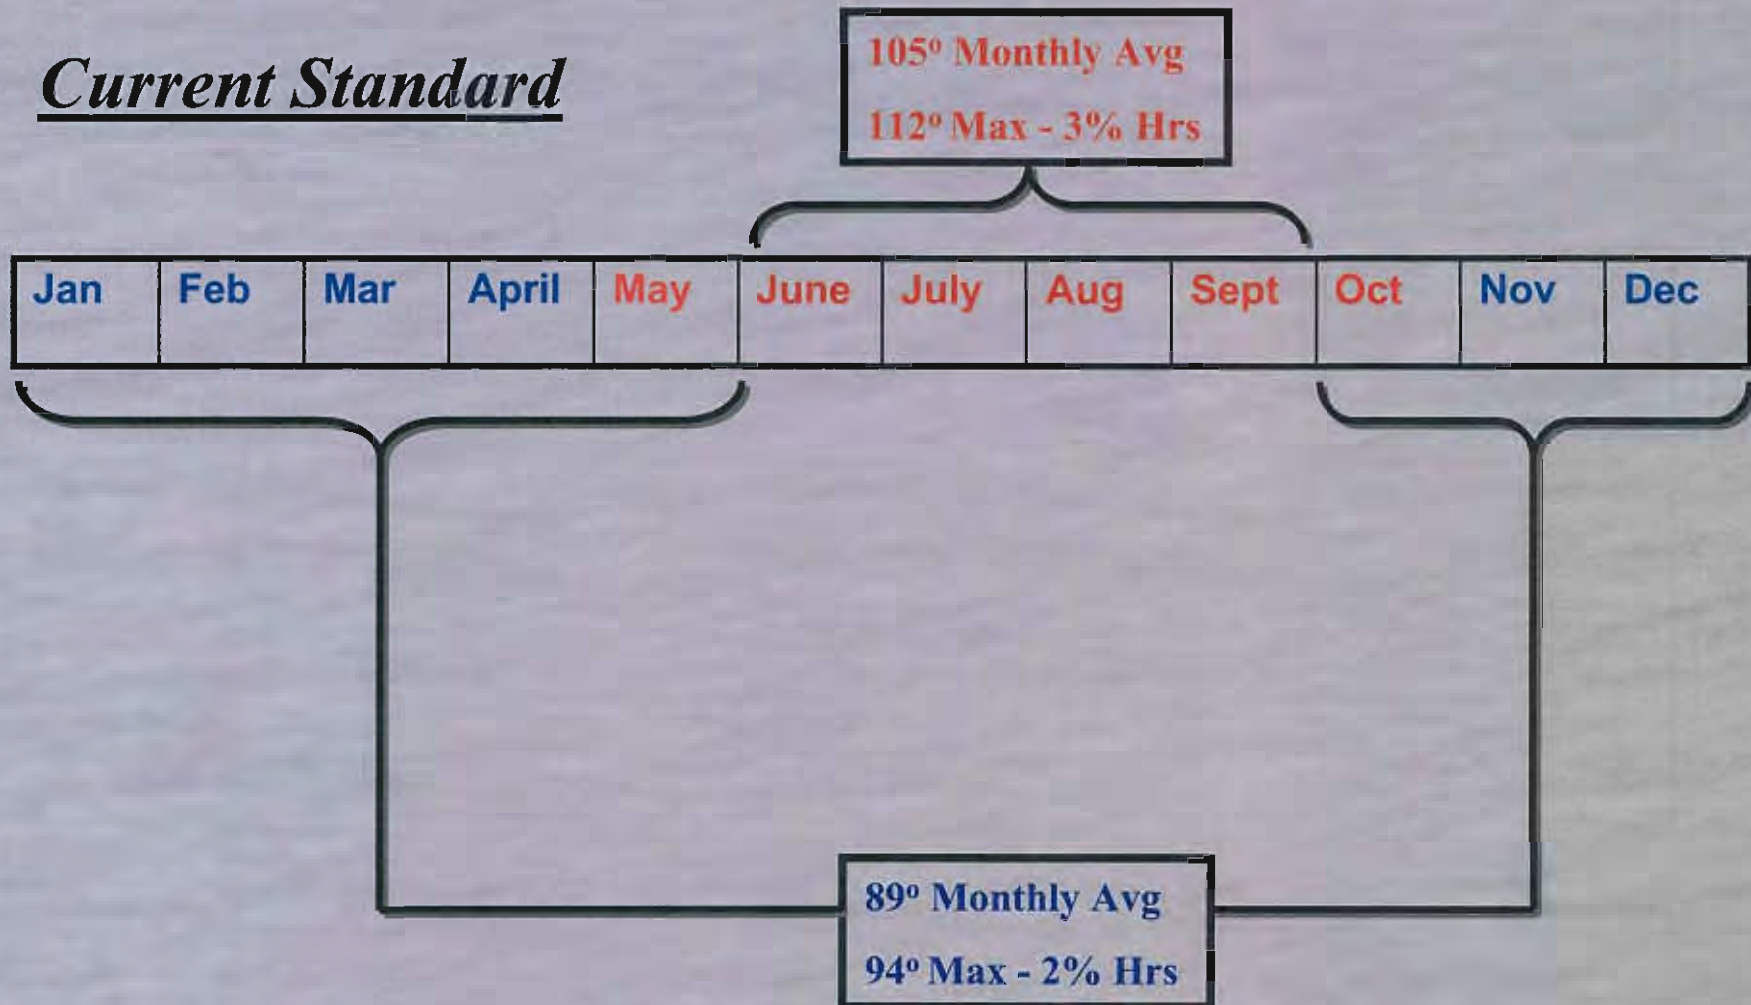 Current Standard
105º Monthly Avg
112º Max - 3% Hrs
Jan Feb Mar April May June July Aug Sept Oct Nov Dec
89º Monthly Avg
94º Max - 2% Hrs